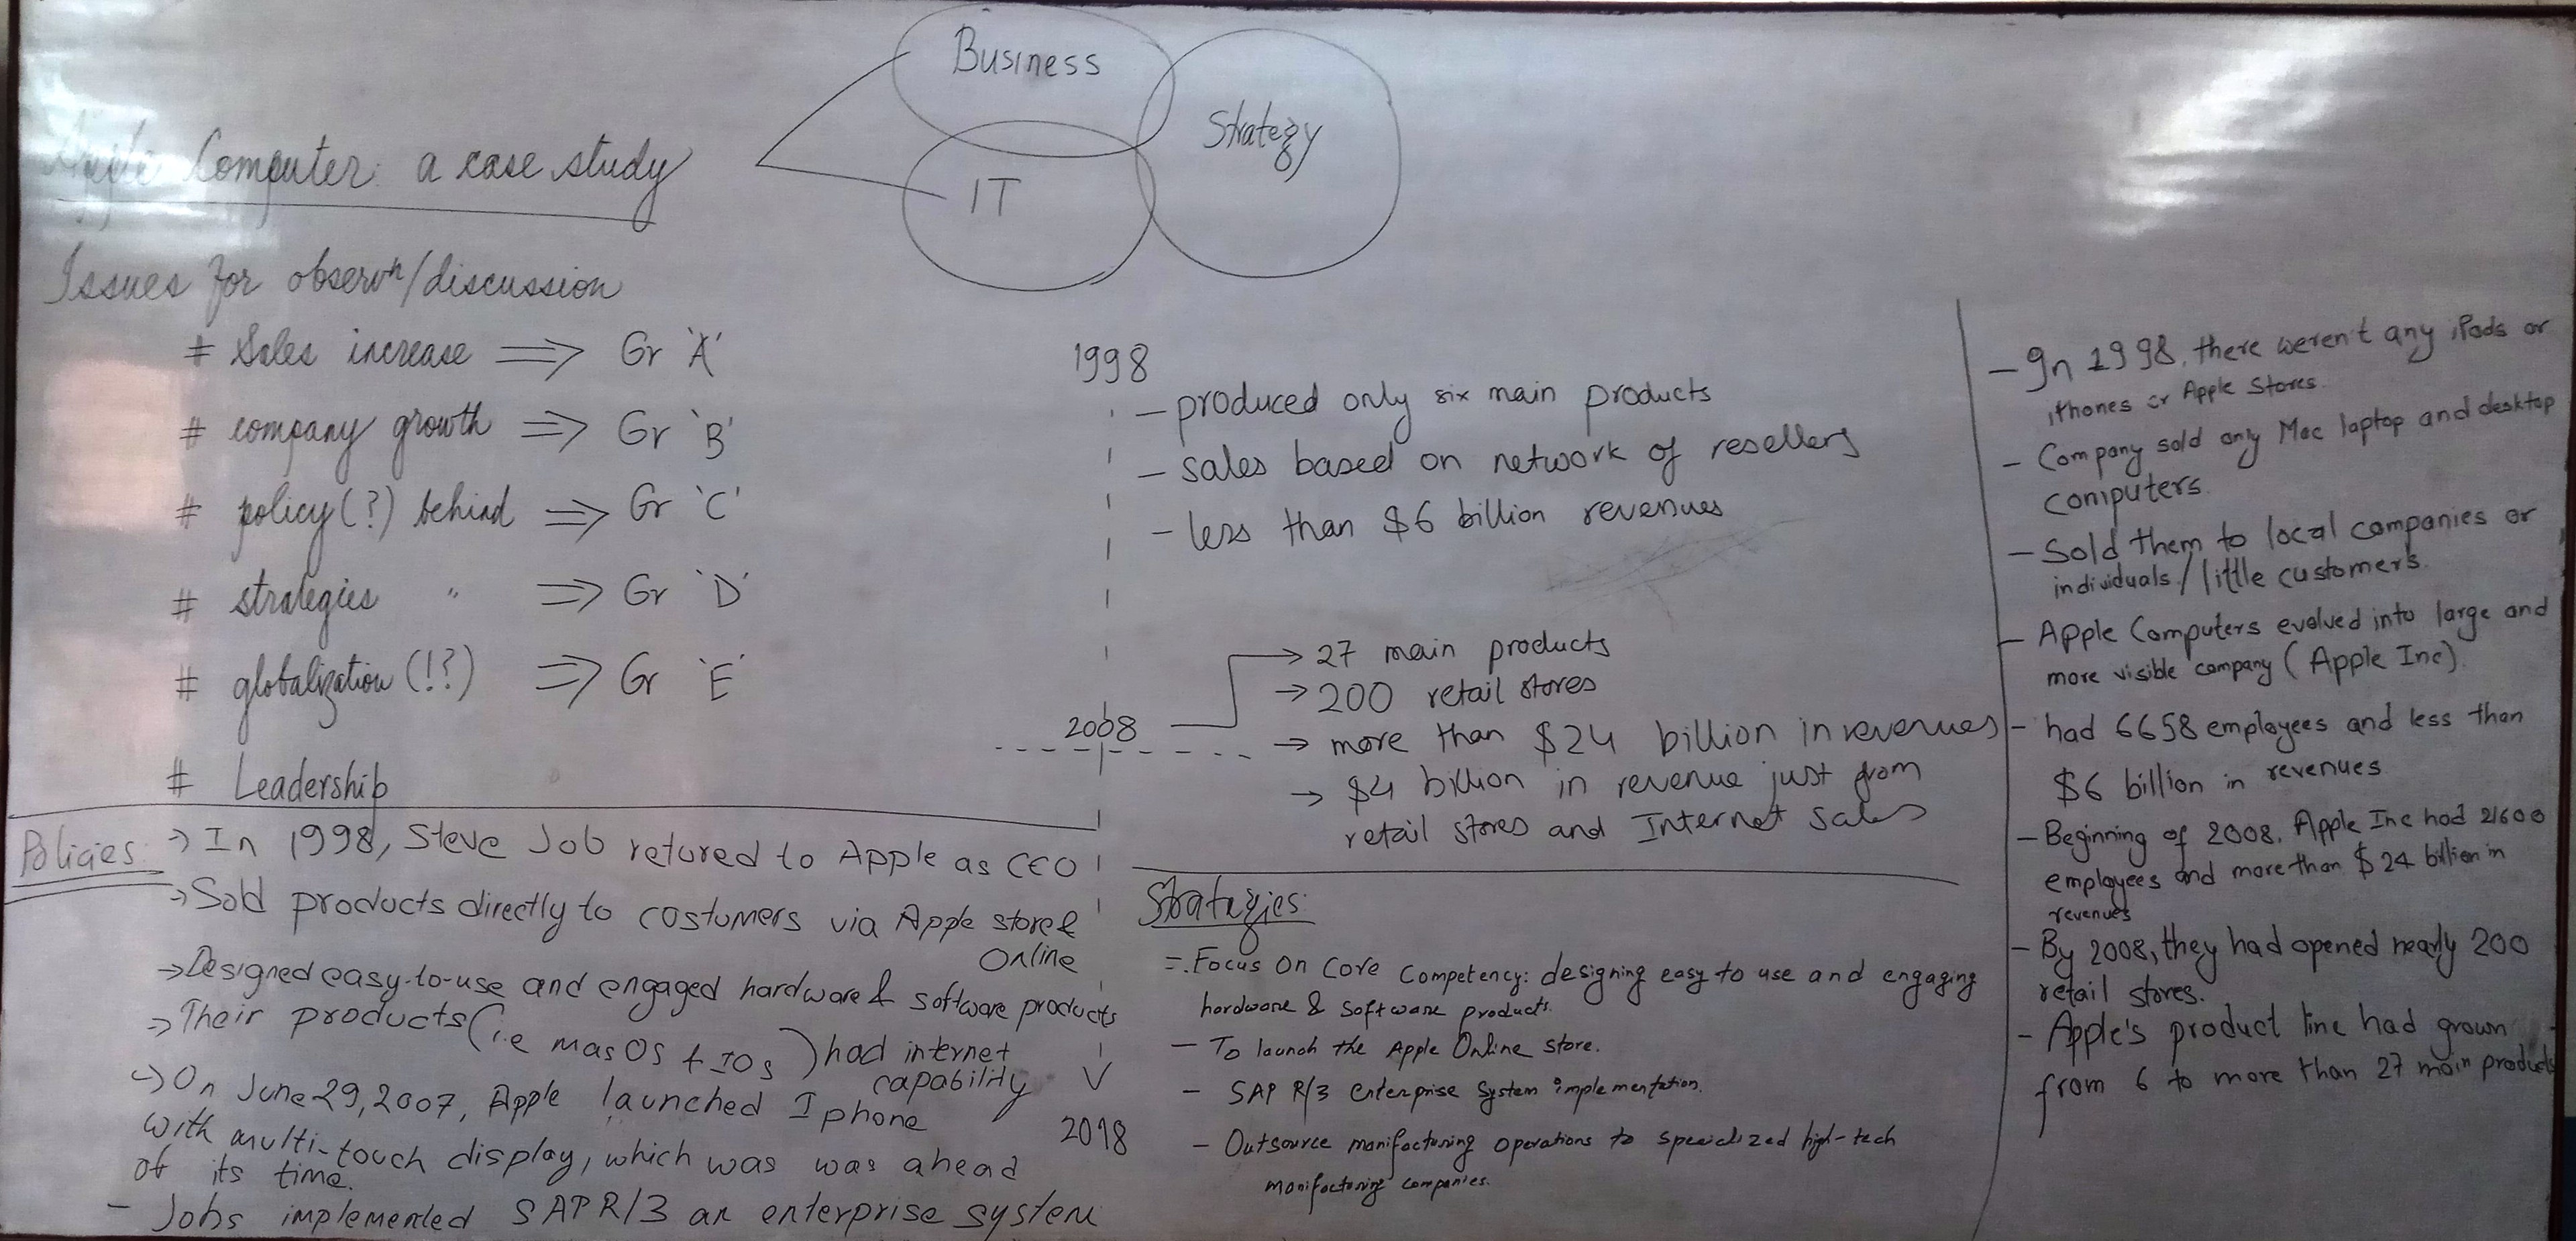 Business
Strategy
IT
Apple Computer: a case study
Issues for observⁿ/discussion
# Sales increase ⇒ Gr 'A'
# company growth ⇒ Gr 'B'
# policy(?) behind ⇒ Gr 'C'
# strategies " ⇒ Gr 'D'
# globalization (!?) ⇒ Gr 'E'
# Leadership
Policies: → In 1998, Steve Job retured to Apple as CEO
→ Sold products directly to costumers via Apple store &
Online
→ Designed easy-to-use and engaged hardware & software products
→ Their products (i.e masOS & IOs) had internet
capability
→ On June 29, 2007, Apple launched Iphone
with multi-touch display, which was was ahead
of its time.
- Jobs implemented SAP R/3 an enterprise system
1998
- produced only six main products
- sales based on network of resellers
- less than $6 billion revenues
2008
→ 27 main products
→ 200 retail stores
→ more than $24 billion in revenues
→ $4 billion in revenue just from
retail stores and Internet sales
2018
Stratagies:
=. Focus on Core Competency: designing easy to use and engaging
hardware & Software products.
- To launch the Apple Online store.
- SAP R/3 Enterprise System implementation.
- Outsource manifacturing operations to specialized high-tech
manifacturing companies.
- In 1998, there weren't any iPods or
iPhones or Apple Stores.
- Company sold only Mac laptop and desktop
computers.
- Sold them to local companies or
individuals / little customers.
- Apple Computers evolved into large and
more visible company (Apple Inc).
- had 6658 employees and less than
$6 billion in revenues
- Beginning of 2008, Apple Inc had 21600
employees and more than $24 billion in
revenues
- By 2008, they had opened nearly 200
retail stores.
- Apple's product line had grown
from 6 to more than 27 main products